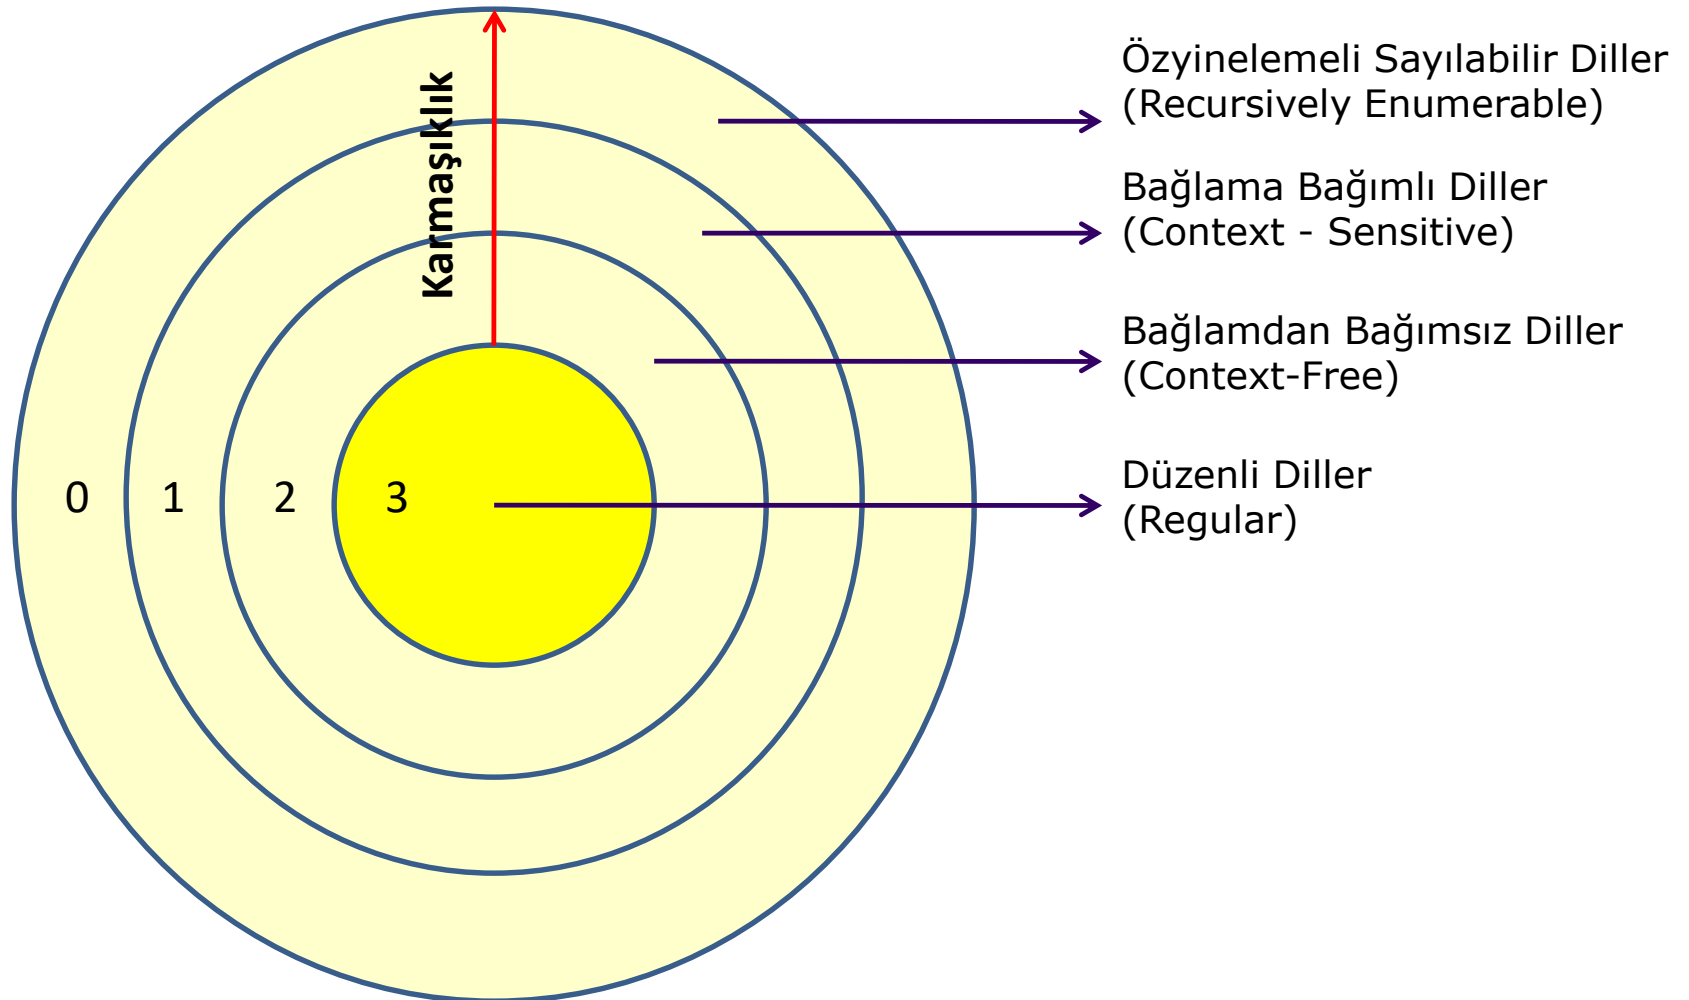 Karmaşıklık
Özyinelemeli Sayılabilir Diller
(Recursively Enumerable)
Bağlama Bağımlı Diller
(Context - Sensitive)
Bağlamdan Bağımsız Diller
(Context-Free)
Düzenli Diller
(Regular)
0 1 2 3